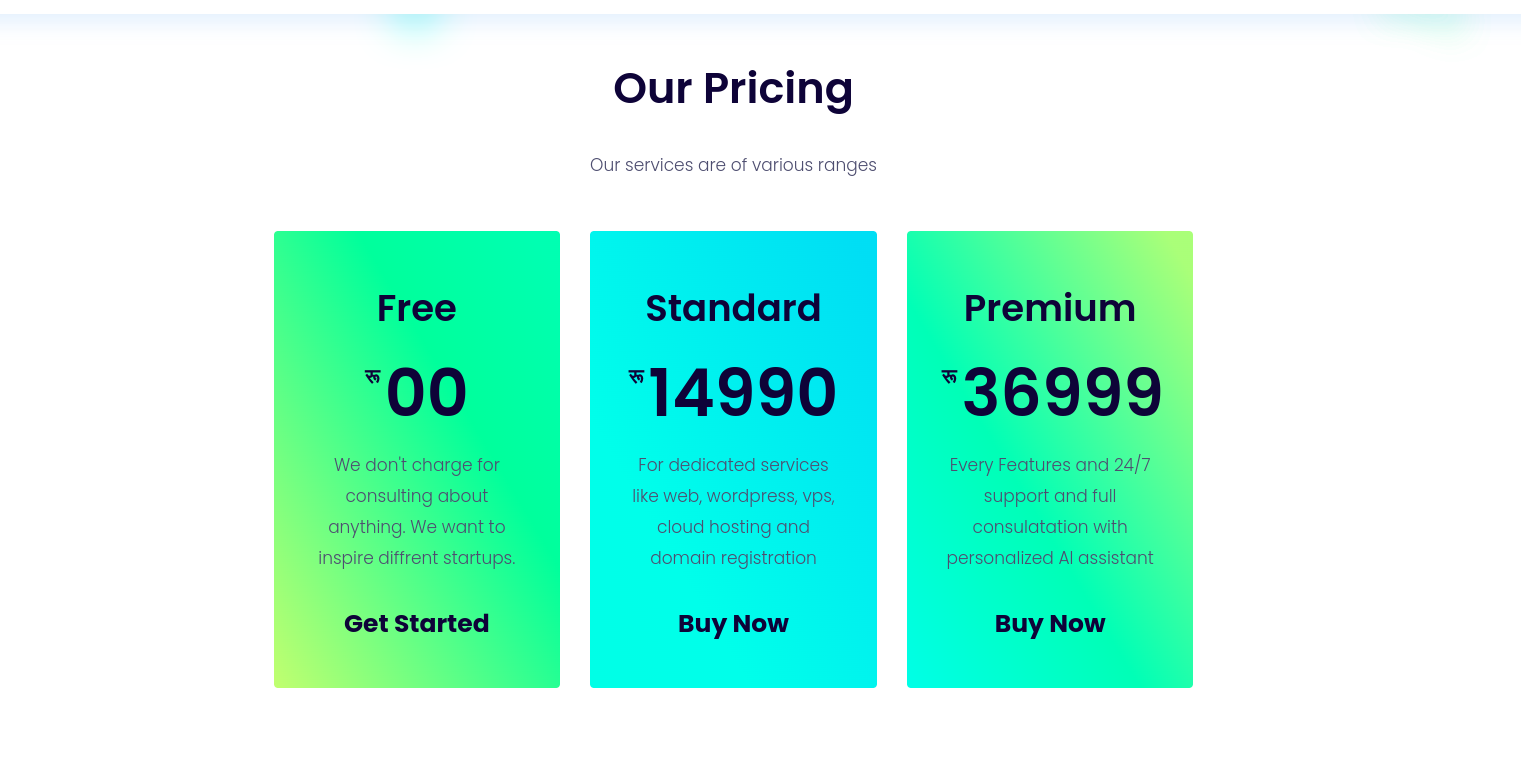 Our Pricing
Our services are of various ranges
Free
रू 00
We don't charge for
consulting about
anything. We want to
inspire diffrent startups.
Get Started
Standard
रू 14990
For dedicated services
like web, wordpress, vps,
cloud hosting and
domain registration
Buy Now
Premium
रू 36999
Every Features and 24/7
support and full
consulatation with
personalized AI assistant
Buy Now